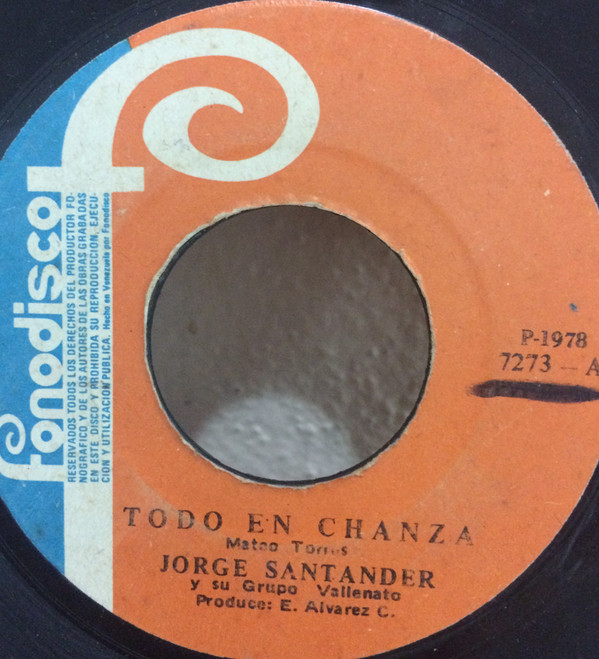 fonodisco
RESERVADOS TODOS LOS DERECHOS DEL PRODUCTOR FO-
NOGRAFICO Y DE LOS AUTORES DE LAS OBRAS GRABADAS
EN ESTE DISCO Y PROHIBIDA SU REPRODUCCION, EJECU-
CION Y UTILIZACION PUBLICA. Hecho en Venezuela por Fonodisco
P-1978
7273 - A
TODO EN CHANZA
Mateo Torres
JORGE SANTANDER
y su Grupo Vallenato
Produce: E. Alvarez C.